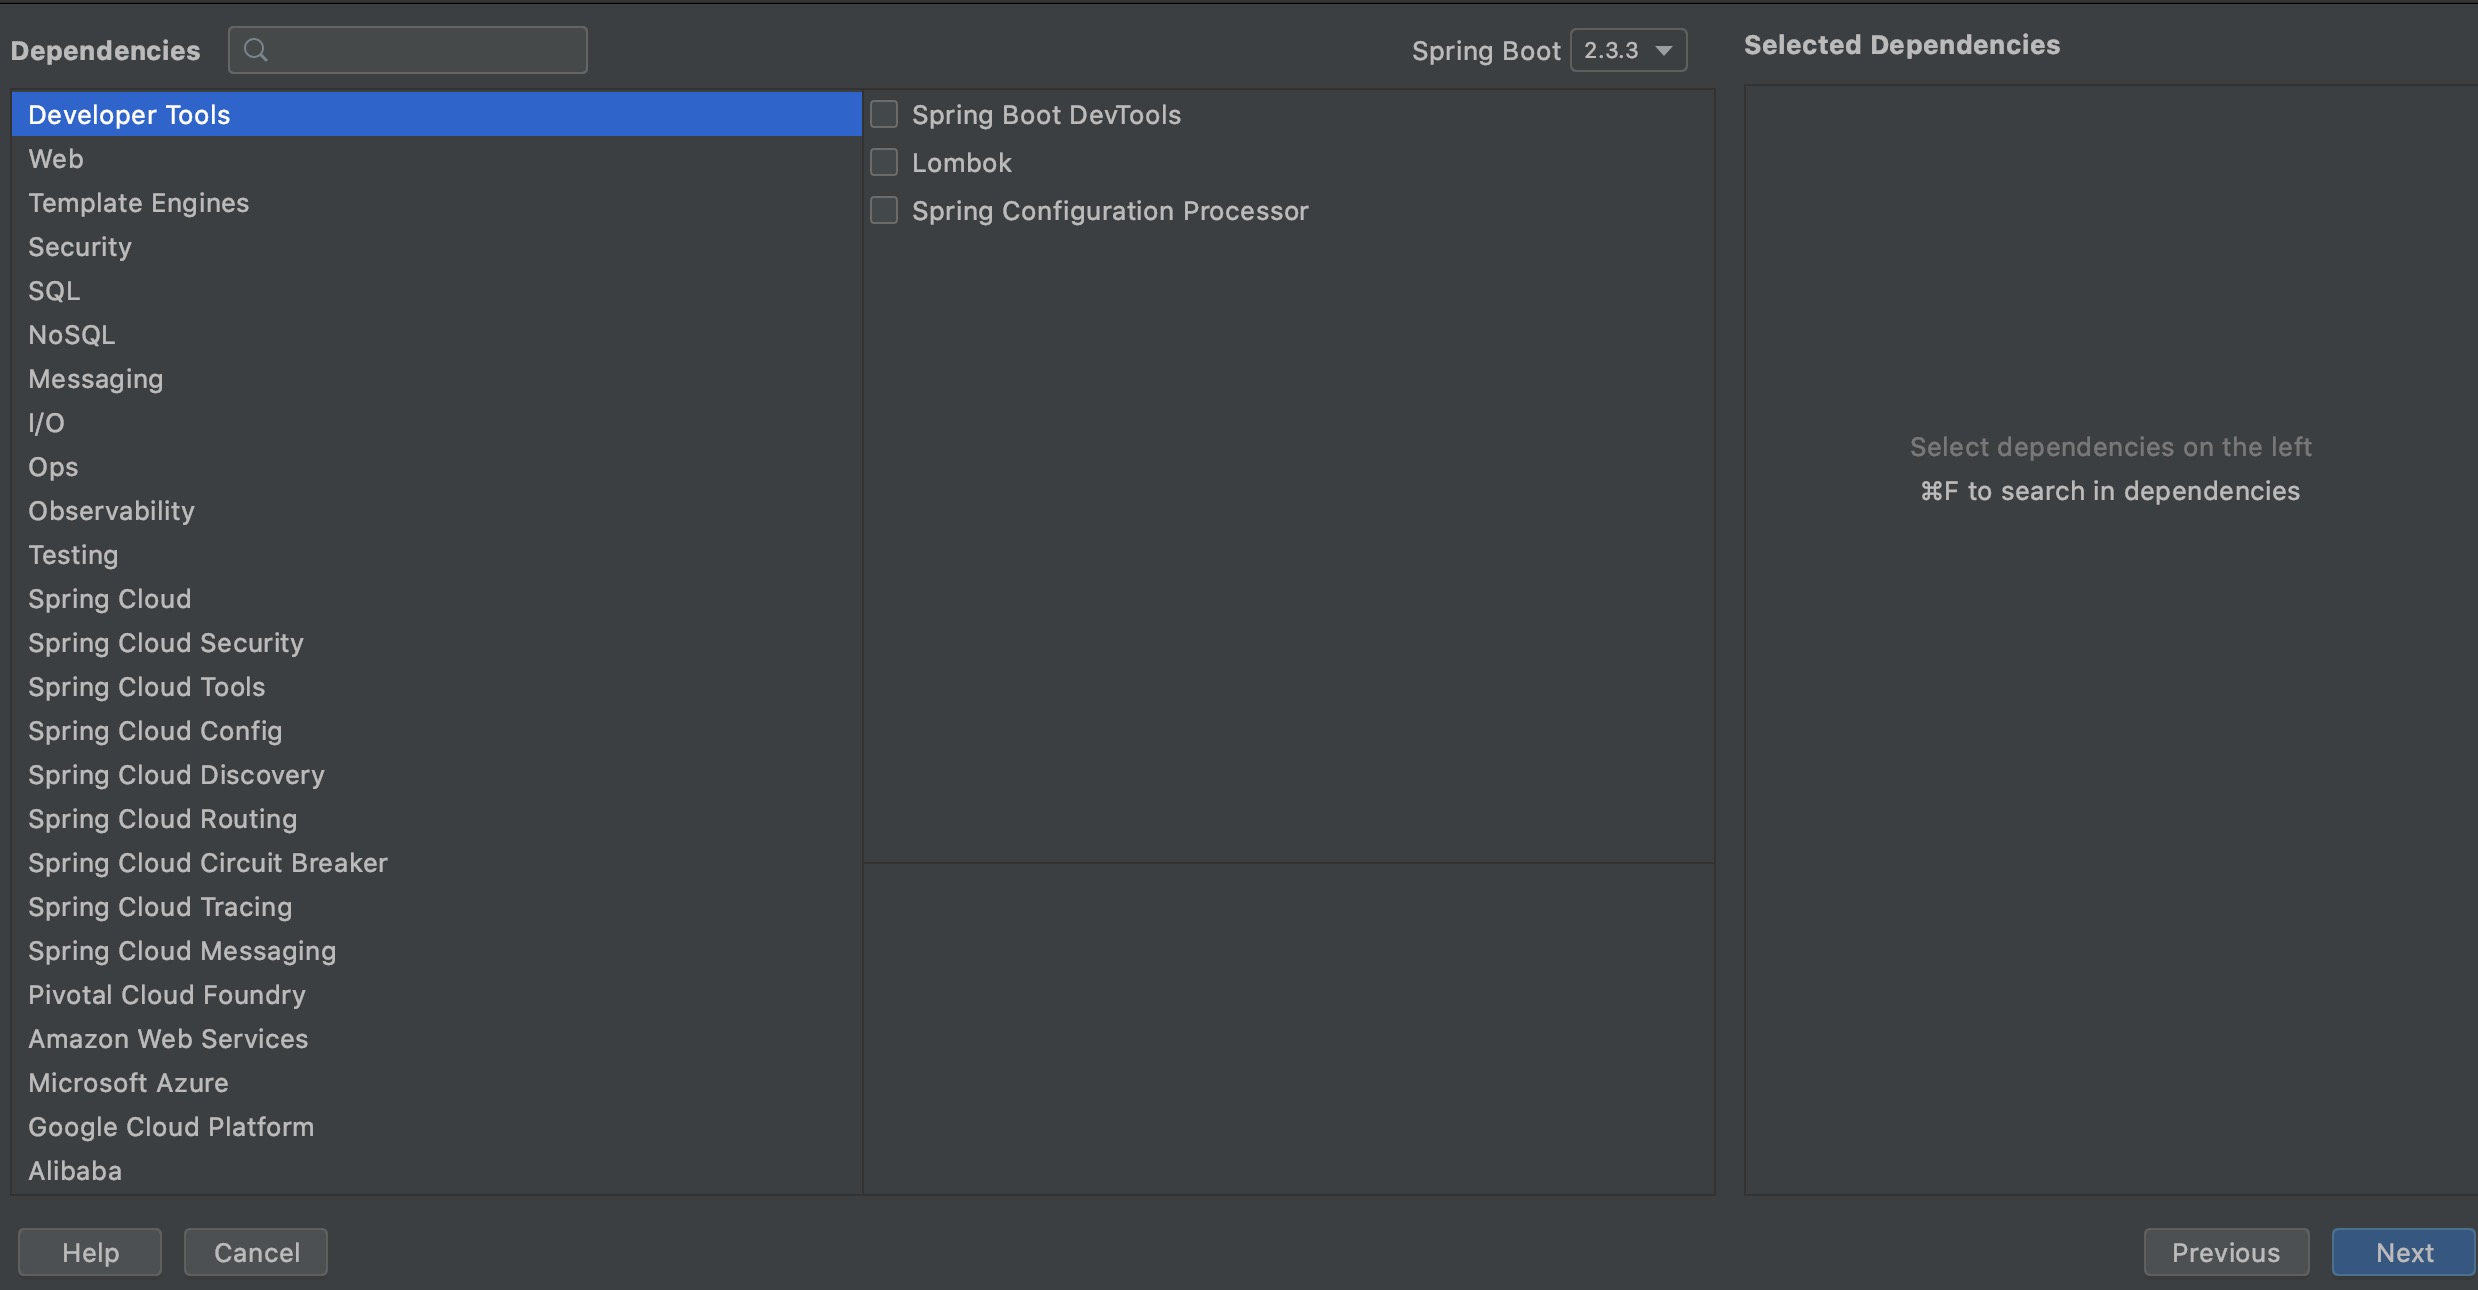 Dependencies
Spring Boot 2.3.3
Selected Dependencies
Developer Tools
Web
Template Engines
Security
SQL
NoSQL
Messaging
I/O
Ops
Observability
Testing
Spring Cloud
Spring Cloud Security
Spring Cloud Tools
Spring Cloud Config
Spring Cloud Discovery
Spring Cloud Routing
Spring Cloud Circuit Breaker
Spring Cloud Tracing
Spring Cloud Messaging
Pivotal Cloud Foundry
Amazon Web Services
Microsoft Azure
Google Cloud Platform
Alibaba
Spring Boot DevTools
Lombok
Spring Configuration Processor
Select dependencies on the left
⌘F to search in dependencies
Help
Cancel
Previous
Next